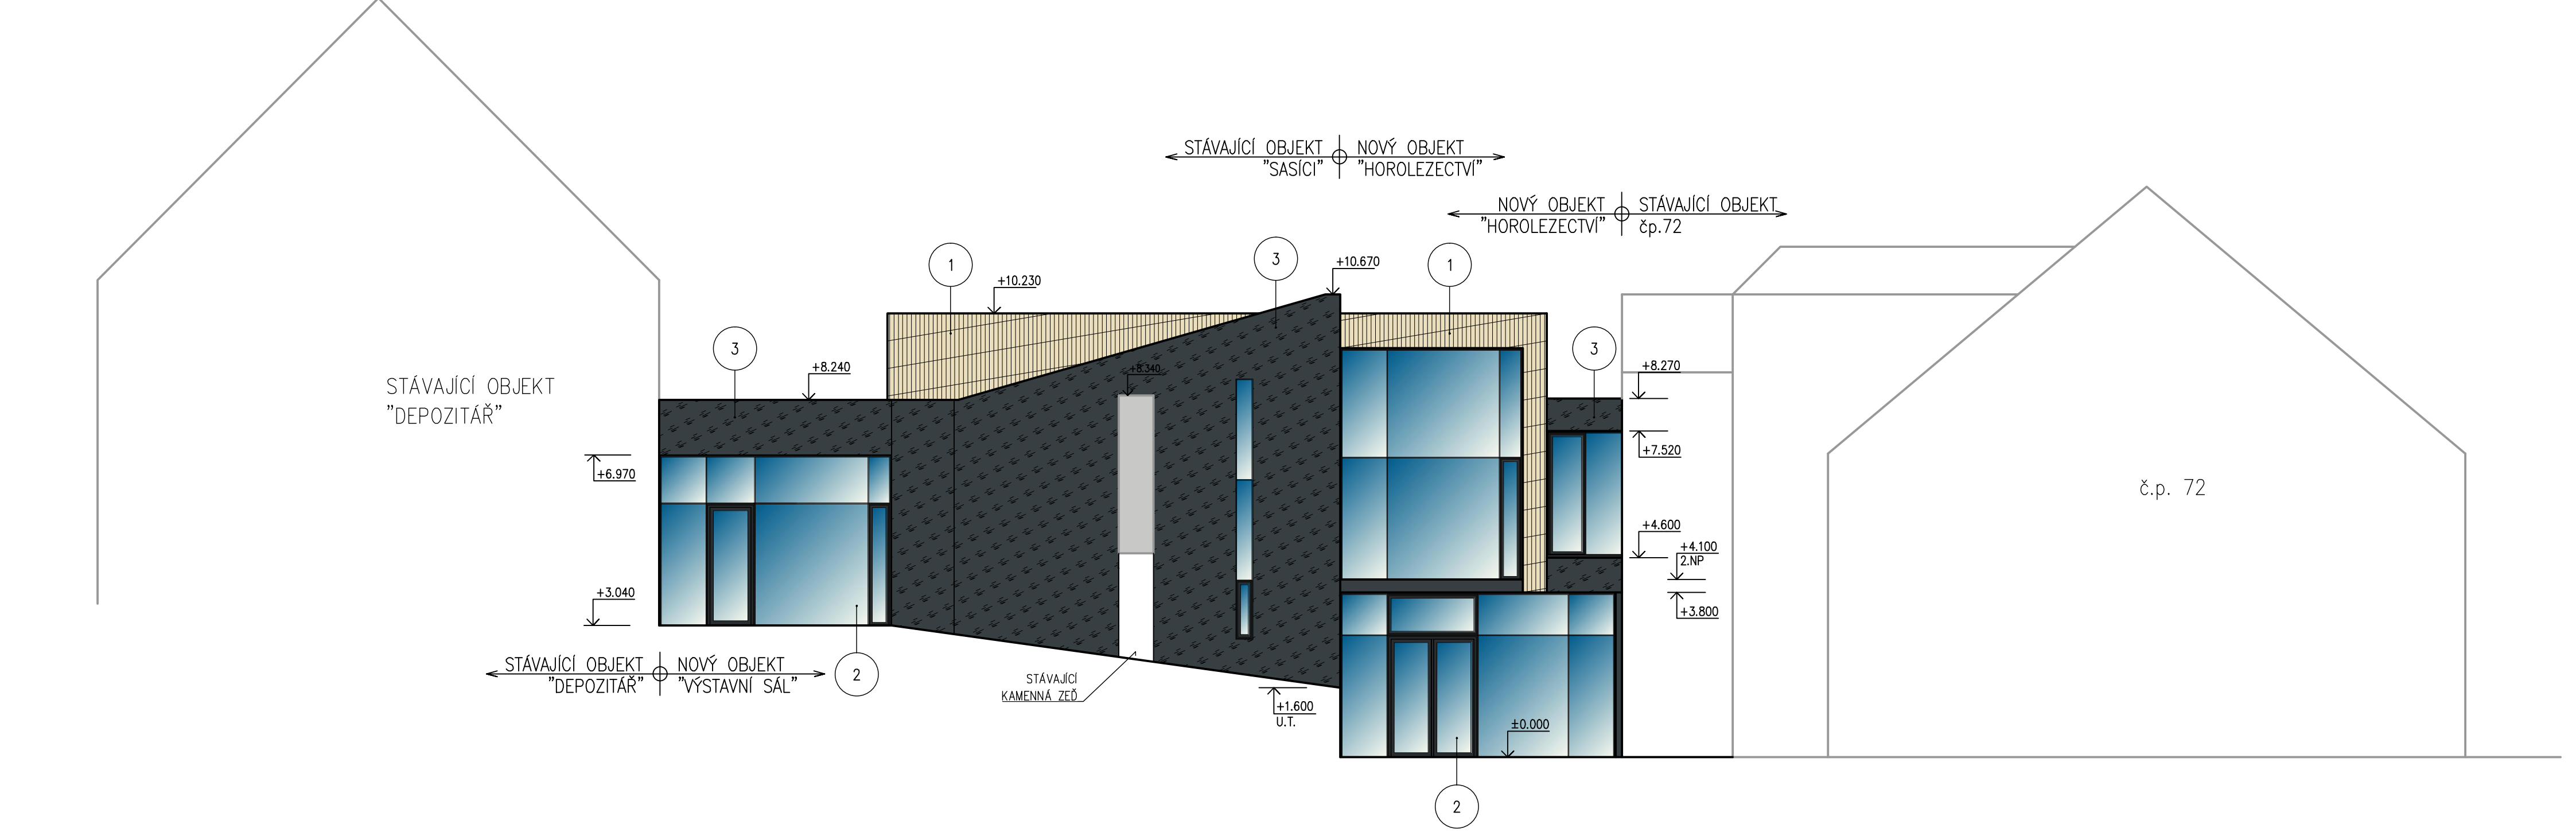 STÁVAJÍCÍ OBJEKT
"SASÍCI"
NOVÝ OBJEKT
"HOROLEZECTVÍ"
NOVÝ OBJEKT
"HOROLEZECTVÍ"
STÁVAJÍCÍ OBJEKT
čp.72
1
3
1
+10.230
+10.670
3
3
+8.240
+8.340
+8.270
STÁVAJÍCÍ OBJEKT
"DEPOZITÁŘ"
+6.970
+7.520
č.p. 72
+4.600
+4.100
2.NP
+3.040
+3.800
STÁVAJÍCÍ OBJEKT
"DEPOZITÁŘ"
NOVÝ OBJEKT
"VÝSTAVNÍ SÁL"
2
STÁVAJÍCÍ
KAMENNÁ ZEĎ
+1.600
U.T.
±0.000
2